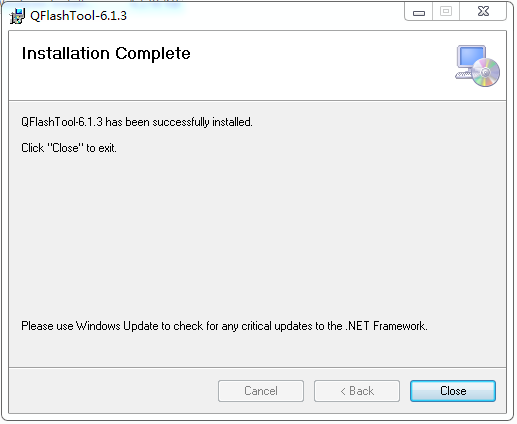 QFlashTool-6.1.3
Installation Complete
QFlashTool-6.1.3 has been successfully installed.
Click "Close" to exit.
Please use Windows Update to check for any critical updates to the .NET Framework.
Cancel
< Back
Close